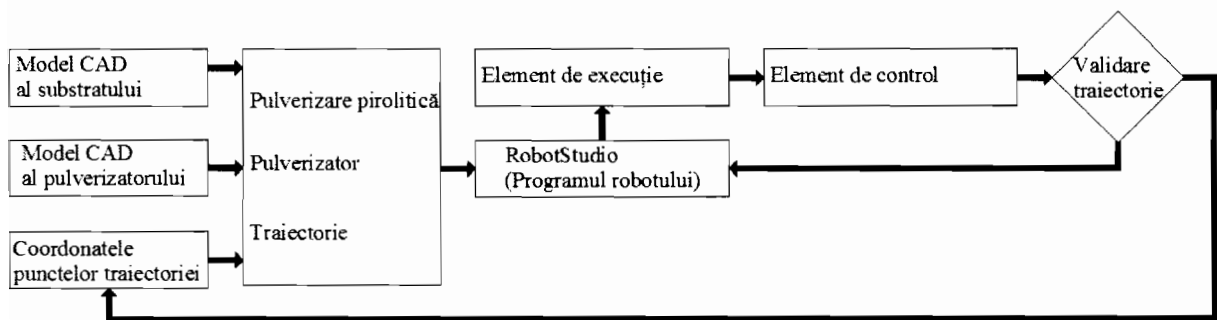 Model CAD
al substratului
Model CAD
al pulverizatorului
Coordonatele
punctelor traiectoriei
Pulverizare pirolitică
Pulverizator
Traiectorie
Element de execuție
RobotStudio
(Programul robotului)
Element de control
Validare
traiectorie